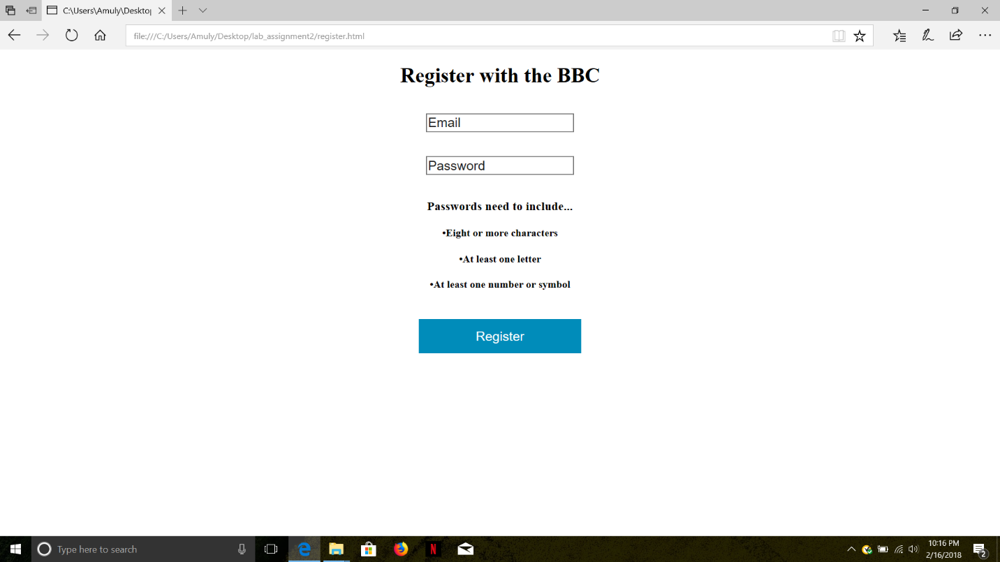 C:\Users\Amuly\Desktop
file:///C:/Users/Amuly/Desktop/lab_assignment2/register.html
Register with the BBC
Email
Password
Passwords need to include...
•Eight or more characters
•At least one letter
•At least one number or symbol
Register
Type here to search
N
10:16 PM
2/16/2018
2